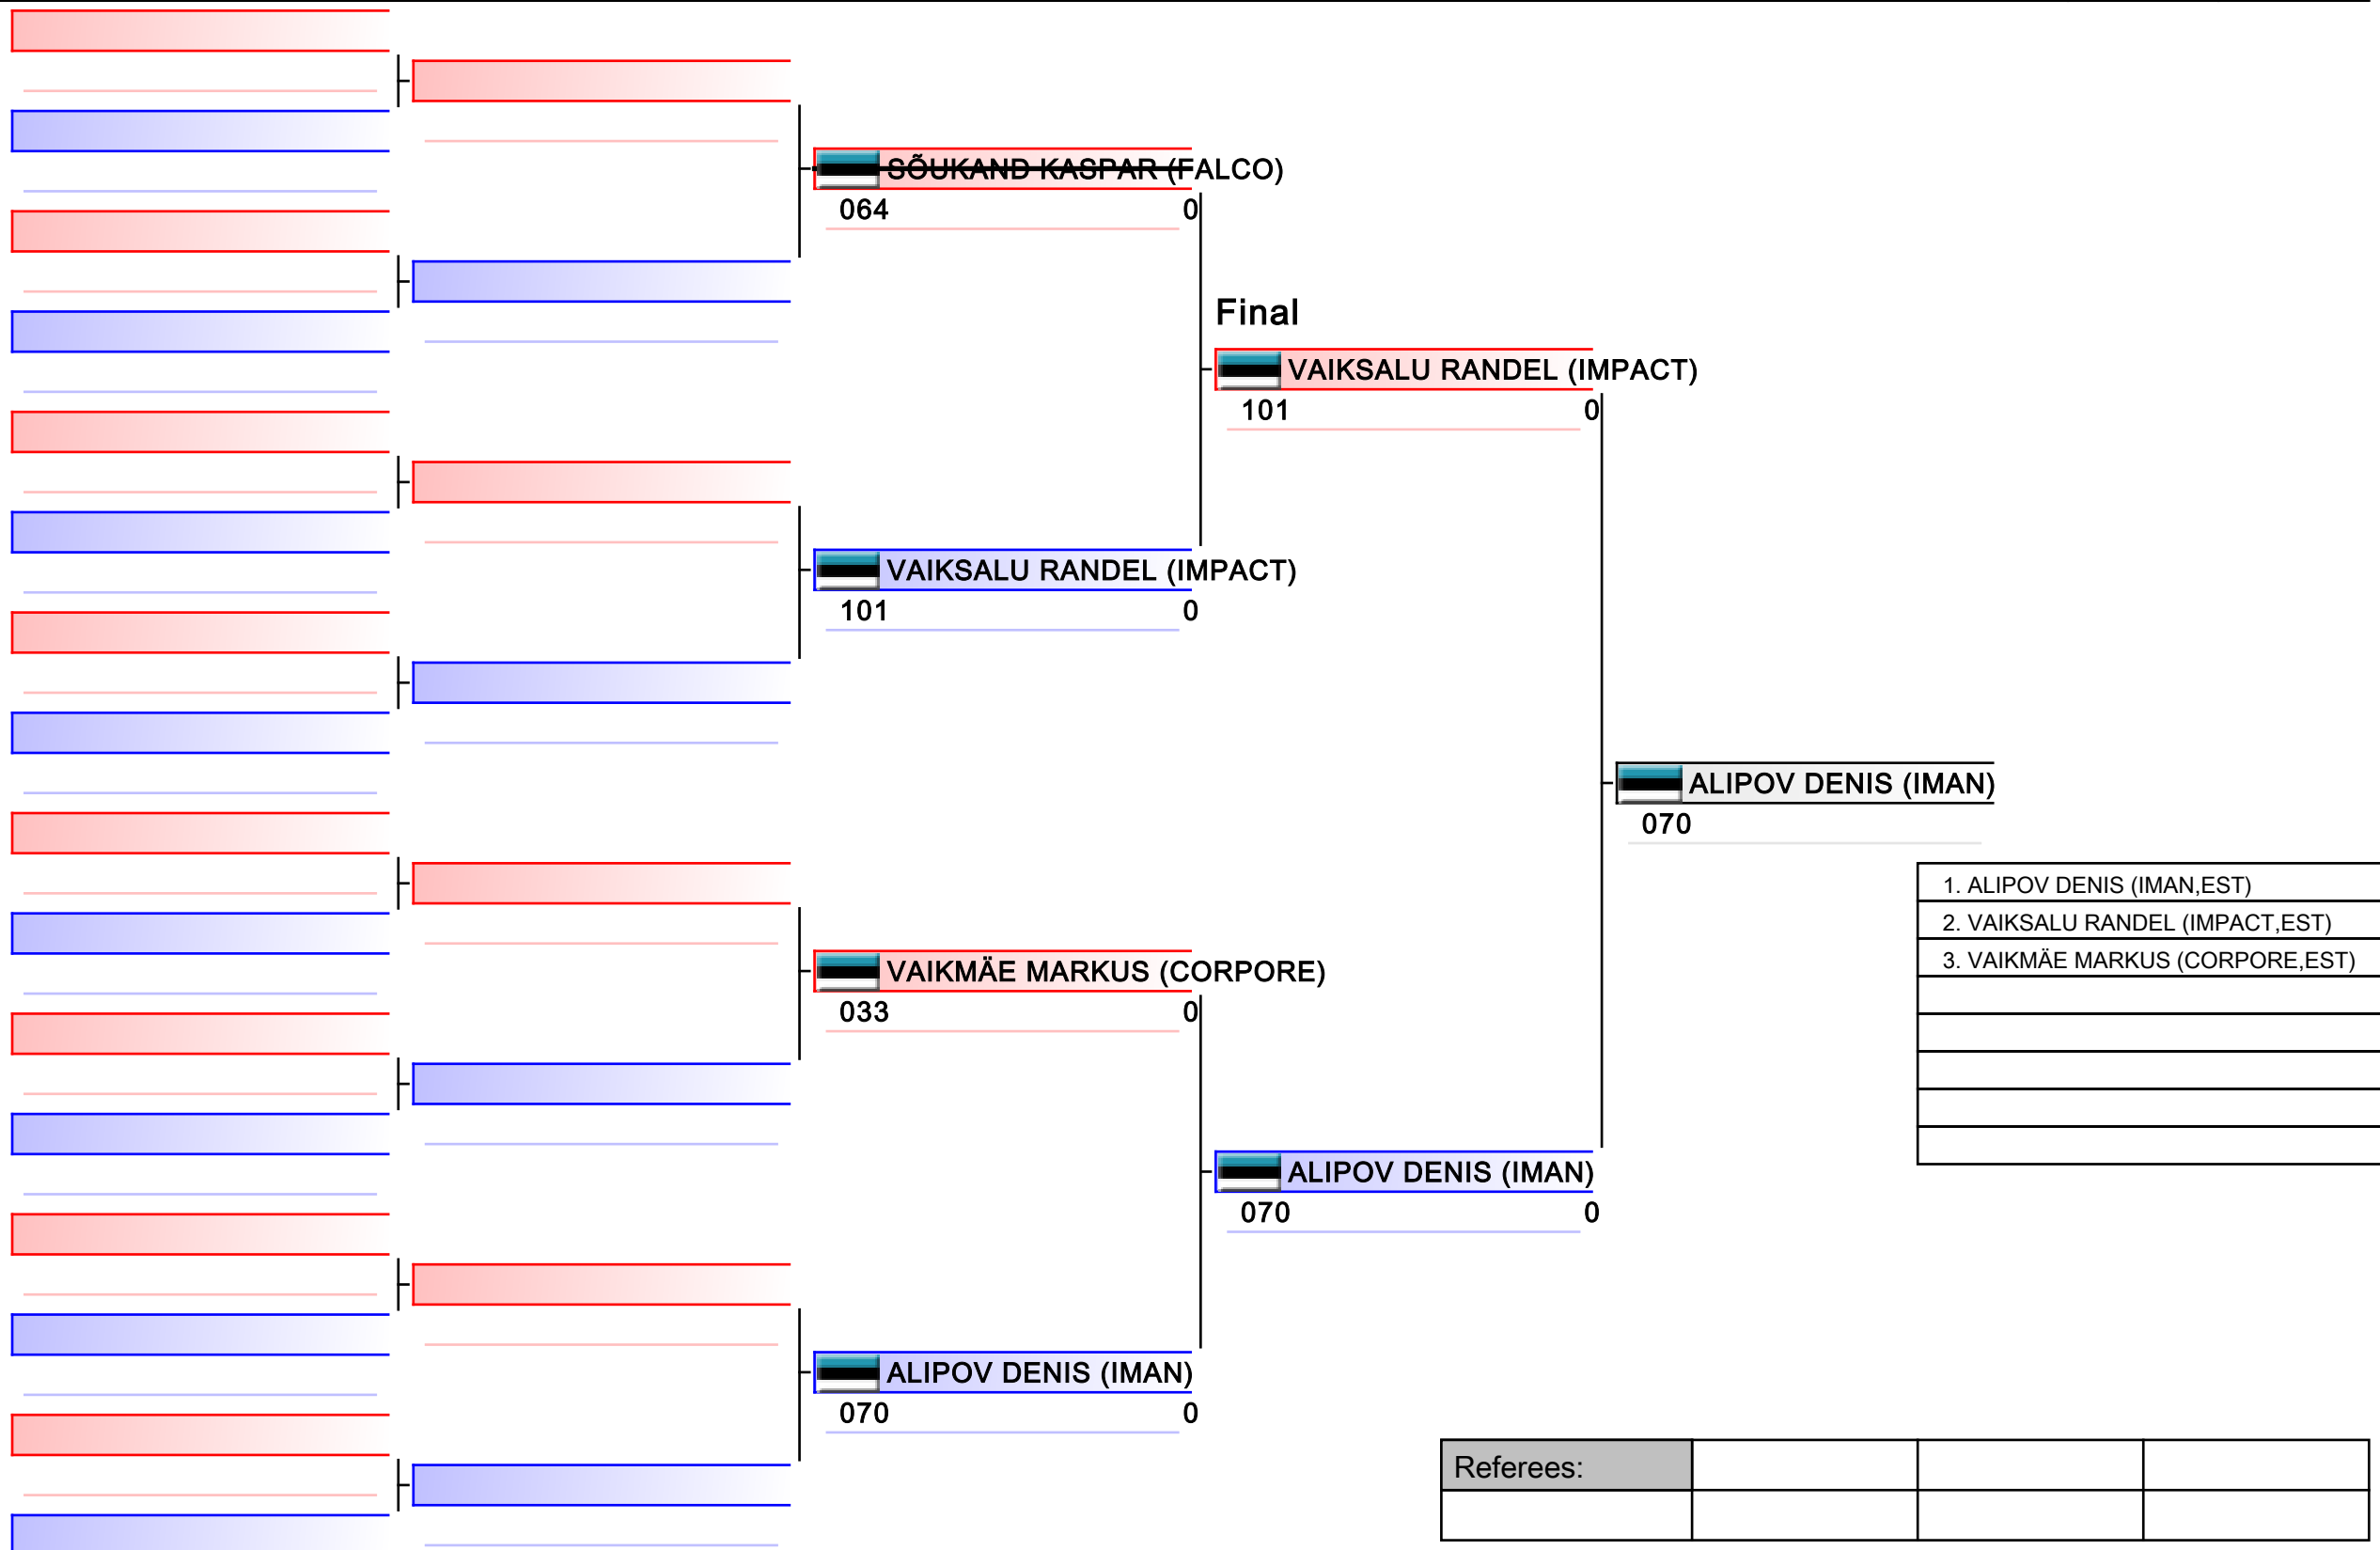 SÕUKAND KASPAR (FALCO)
064 0
Final
VAIKSALU RANDEL (IMPACT)
101 0
VAIKSALU RANDEL (IMPACT)
101 0
ALIPOV DENIS (IMAN)
070
1. ALIPOV DENIS (IMAN,EST)
2. VAIKSALU RANDEL (IMPACT,EST)
3. VAIKMÄE MARKUS (CORPORE,EST)
VAIKMÄE MARKUS (CORPORE)
033 0
ALIPOV DENIS (IMAN)
070 0
ALIPOV DENIS (IMAN)
070 0
Referees: